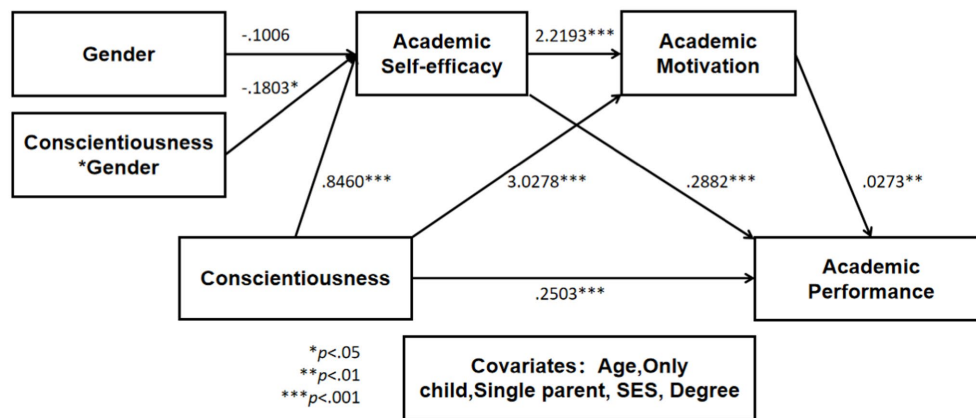 Gender
-.1006
Academic
Self-efficacy
2.2193***
Academic
Motivation
-.1803*
Conscientiousness
*Gender
.8460***
3.0278***
.2882***
.0273**
Conscientiousness
.2503***
Academic
Performance
*p<.05
**p<.01
***p<.001
Covariates: Age,Only
child,Single parent, SES, Degree